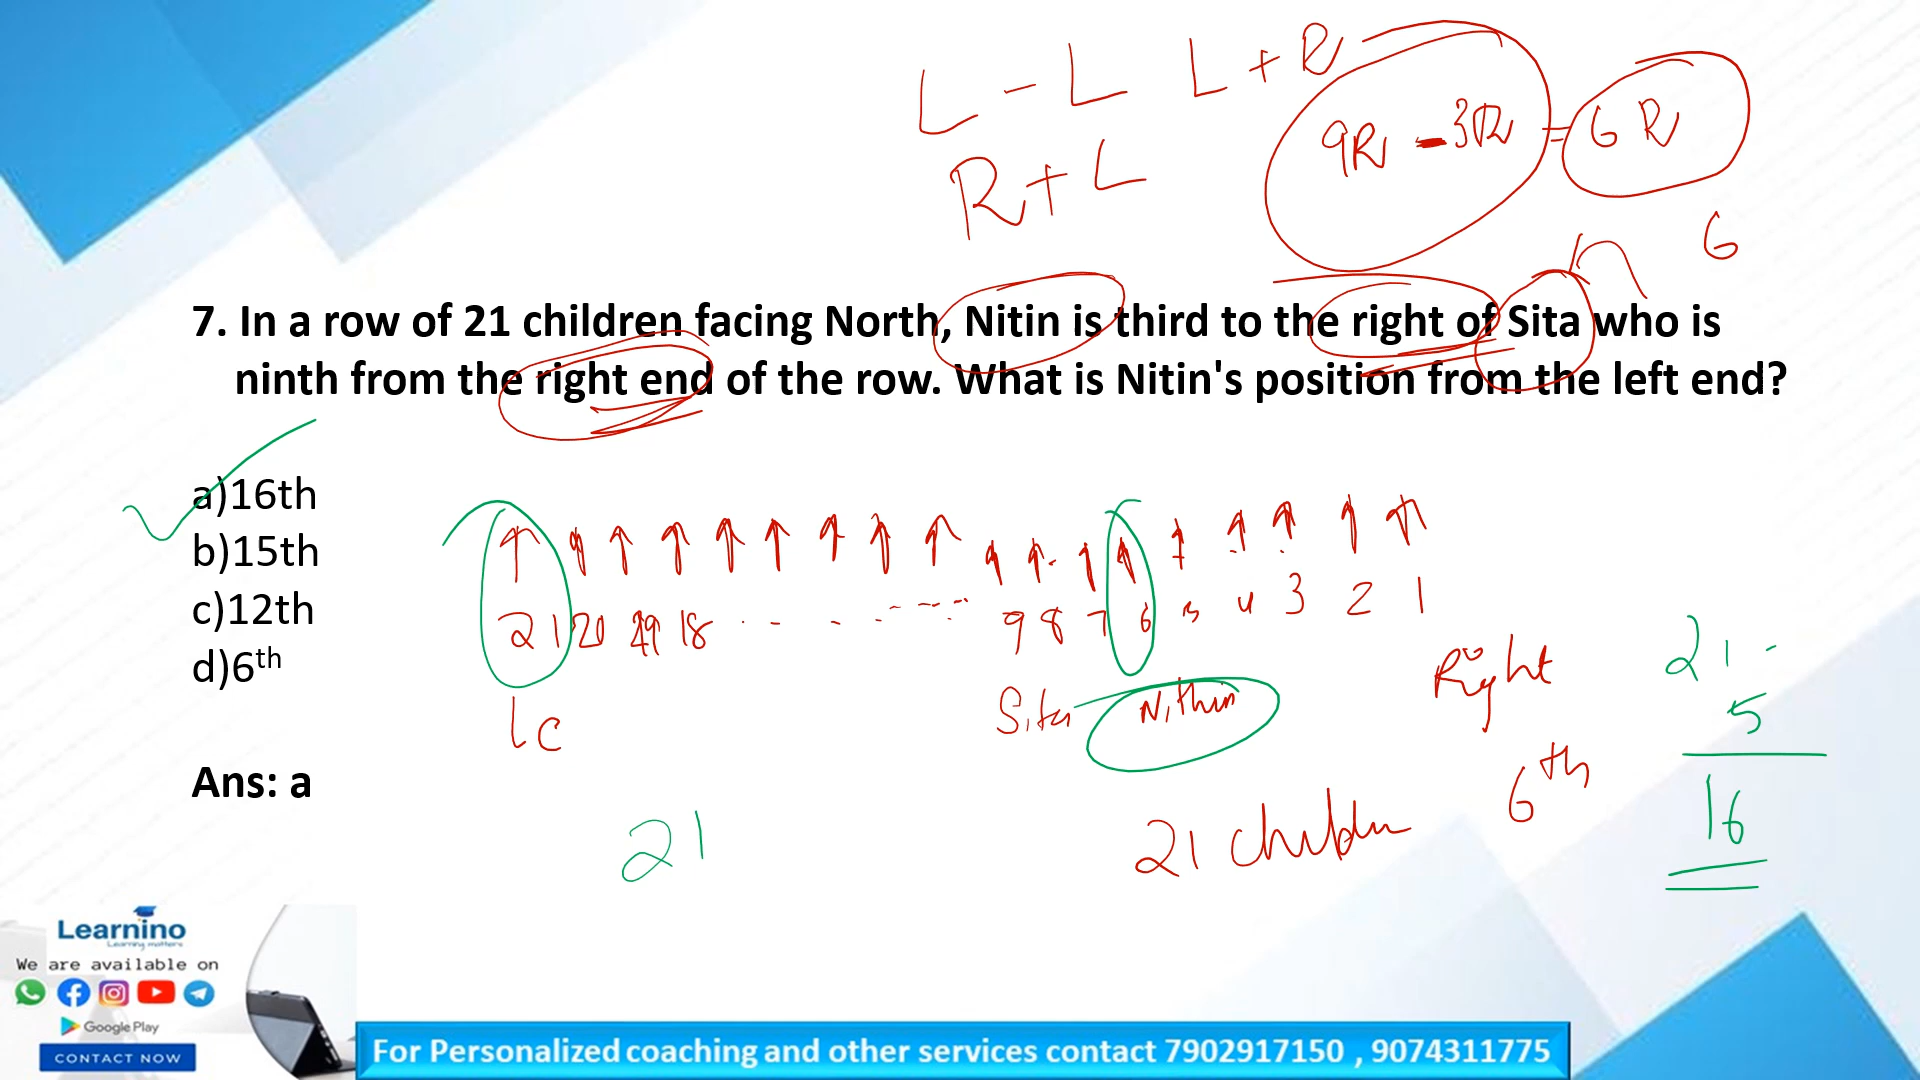 L - L L + R
9R - 3R = 6 R
R + L
6
7. In a row of 21 children facing North, Nitin is third to the right of Sita who is
ninth from the right end of the row. What is Nitin's position from the left end?
a)16th
b)15th
c)12th
d)6th
21 20 19 18 9 8 7 6 5 4 3 2 1
Sita Nithin Right
21 -
5
16
6th
21 children
21
Ans: a
Learnino
Learning matters
We are available on
Google Play
CONTACT NOW
For Personalized coaching and other services contact 7902917150 , 9074311775